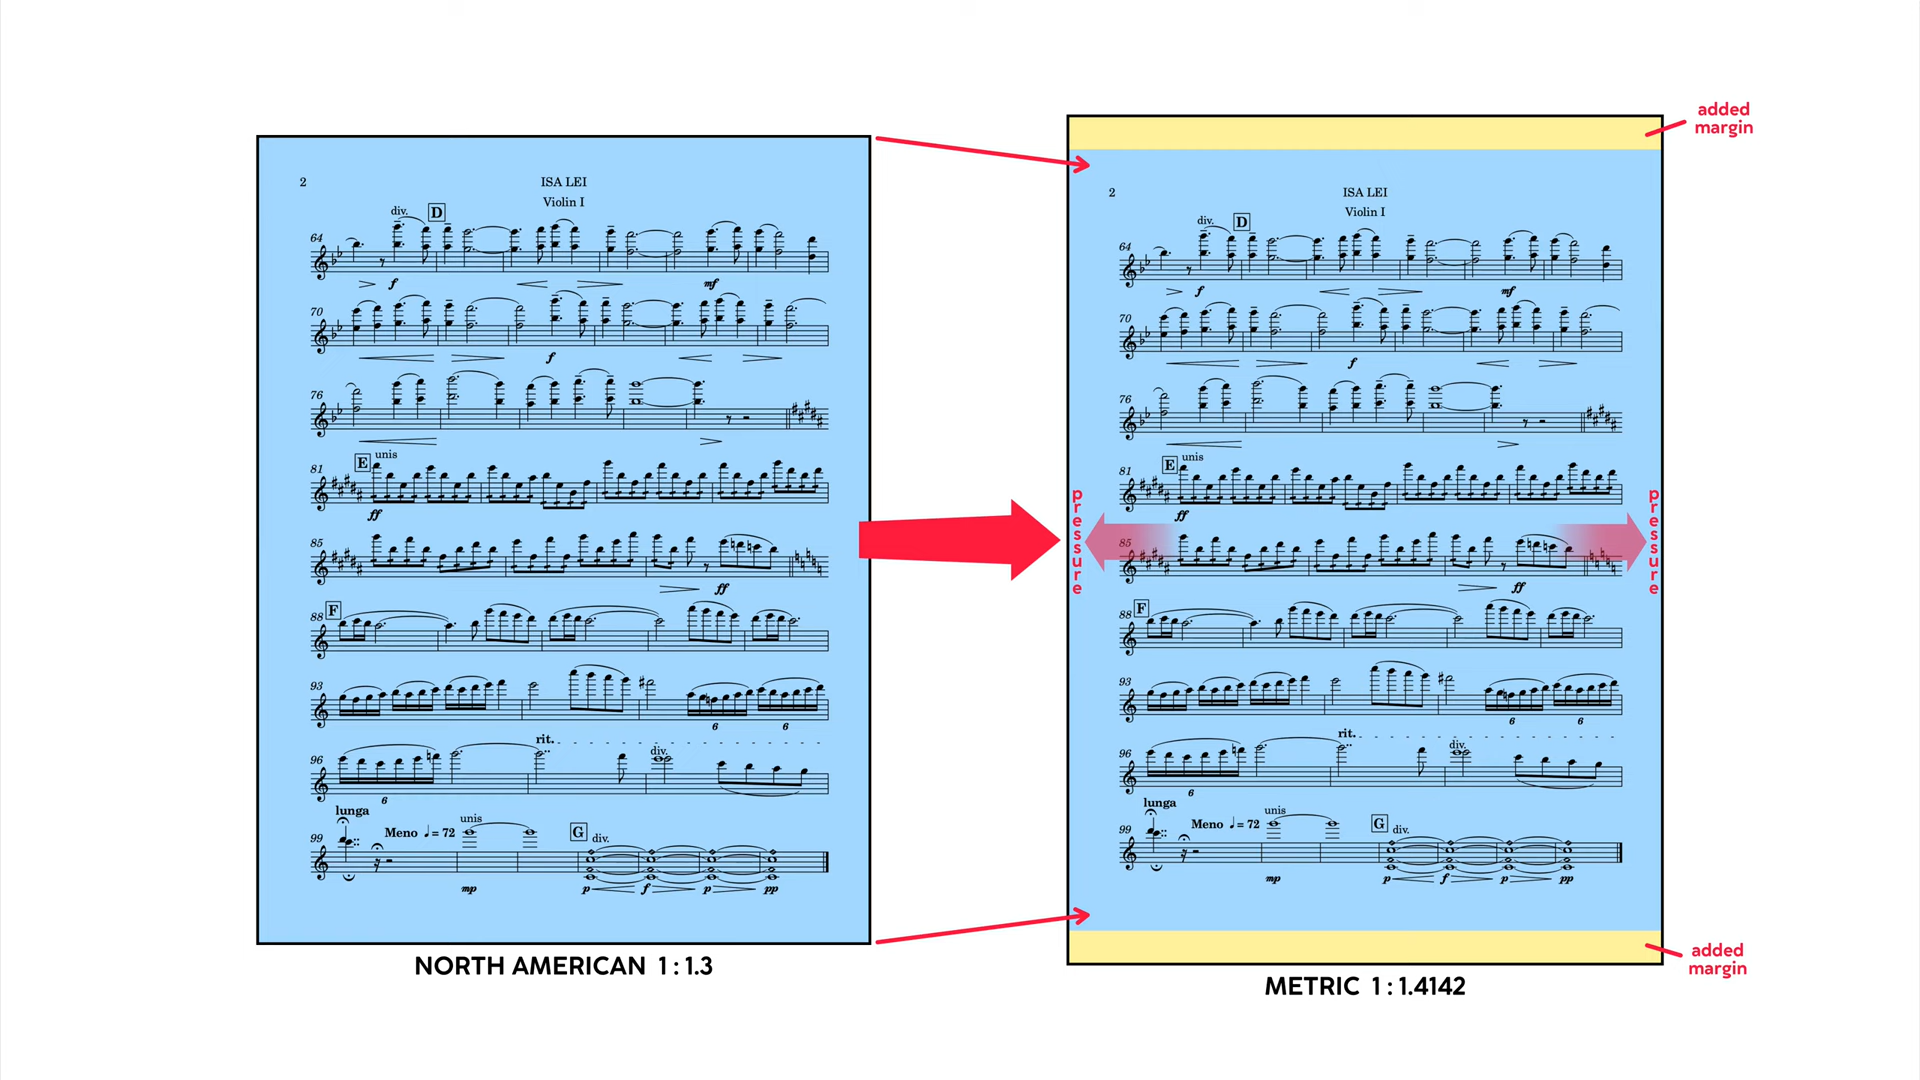 2
ISA LEI
Violin I
div.
D
64
f
mf
70
f
76
E
unis
81
ff
85
ff
F
88
93
6
6
rit.
div.
96
6
lunga
Meno ♩= 72
unis
G
div.
99
mp
p
f
p
pp
NORTH AMERICAN 1 : 1.3
added
margin
2
ISA LEI
Violin I
div.
D
64
f
mf
70
f
76
E
unis
81
ff
pressure
pressure
85
ff
F
88
93
6
6
rit.
div.
96
6
lunga
Meno ♩= 72
unis
G
div.
99
mp
p
f
p
pp
added
margin
METRIC 1 : 1.4142